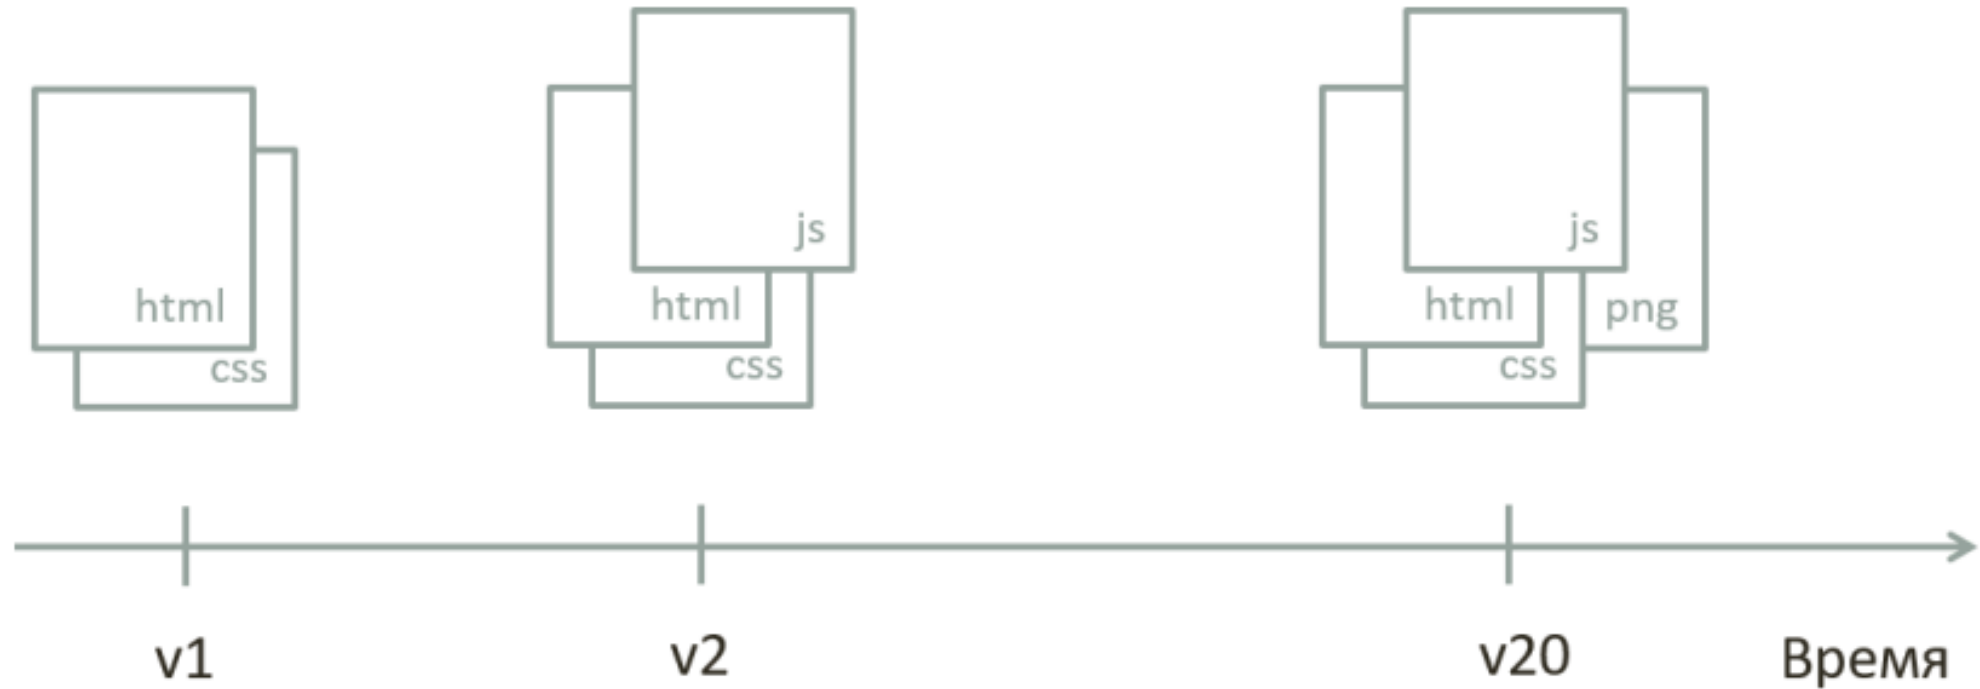 html
css
js
html
css
js
html
png
css
v1
v2
v20
Время